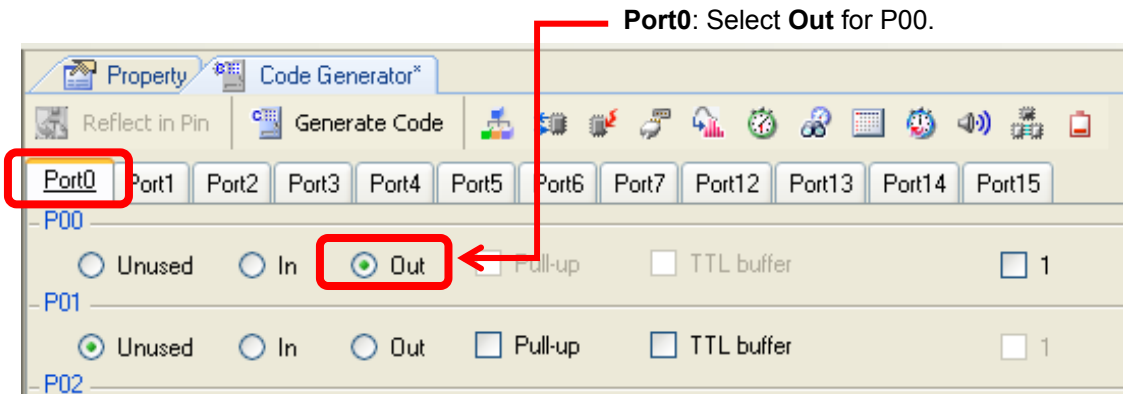 Port0: Select Out for P00.
Property Code Generator*
Reflect in Pin Generate Code
Port0 Port1 Port2 Port3 Port4 Port5 Port6 Port7 Port12 Port13 Port14 Port15
P00
Unused In Out Pull-up TTL buffer 1
P01
Unused In Out Pull-up TTL buffer 1
P02